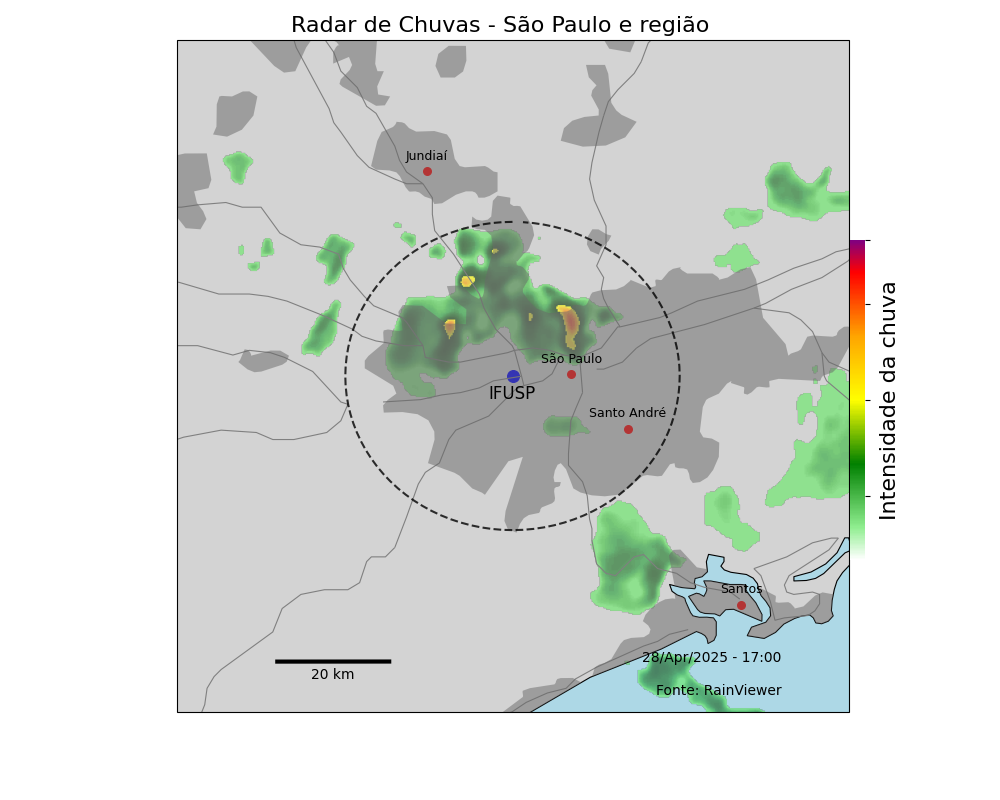 Radar de Chuvas - São Paulo e região
Jundiaí
São Paulo
IFUSP
Santo André
Intensidade da chuva
Santos
28/Apr/2025 - 17:00
20 km
Fonte: RainViewer